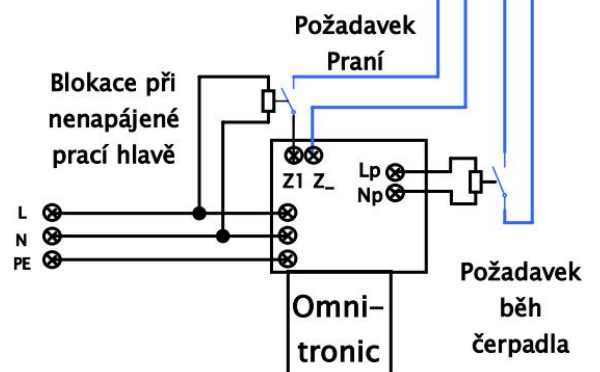 Požadavek
Praní
Blokace při
nenapájené
prací hlavě
Z1 Z_
Lp
Np
L
N
PE
Omni-
tronic
Požadavek
běh
čerpadla